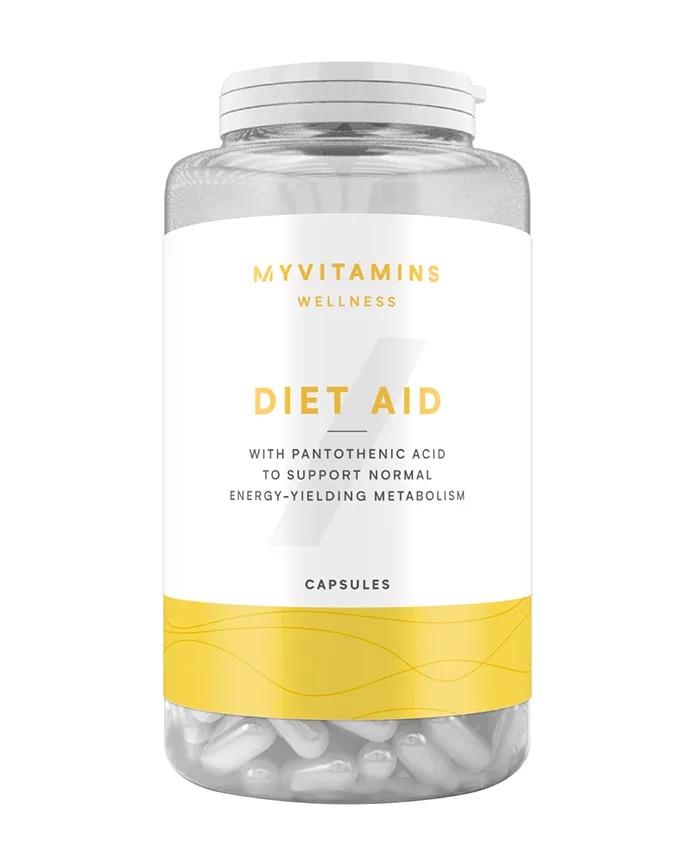 MYVITAMINS
WELLNESS
DIET AID
WITH PANTOTHENIC ACID
TO SUPPORT NORMAL
ENERGY-YIELDING METABOLISM
CAPSULES